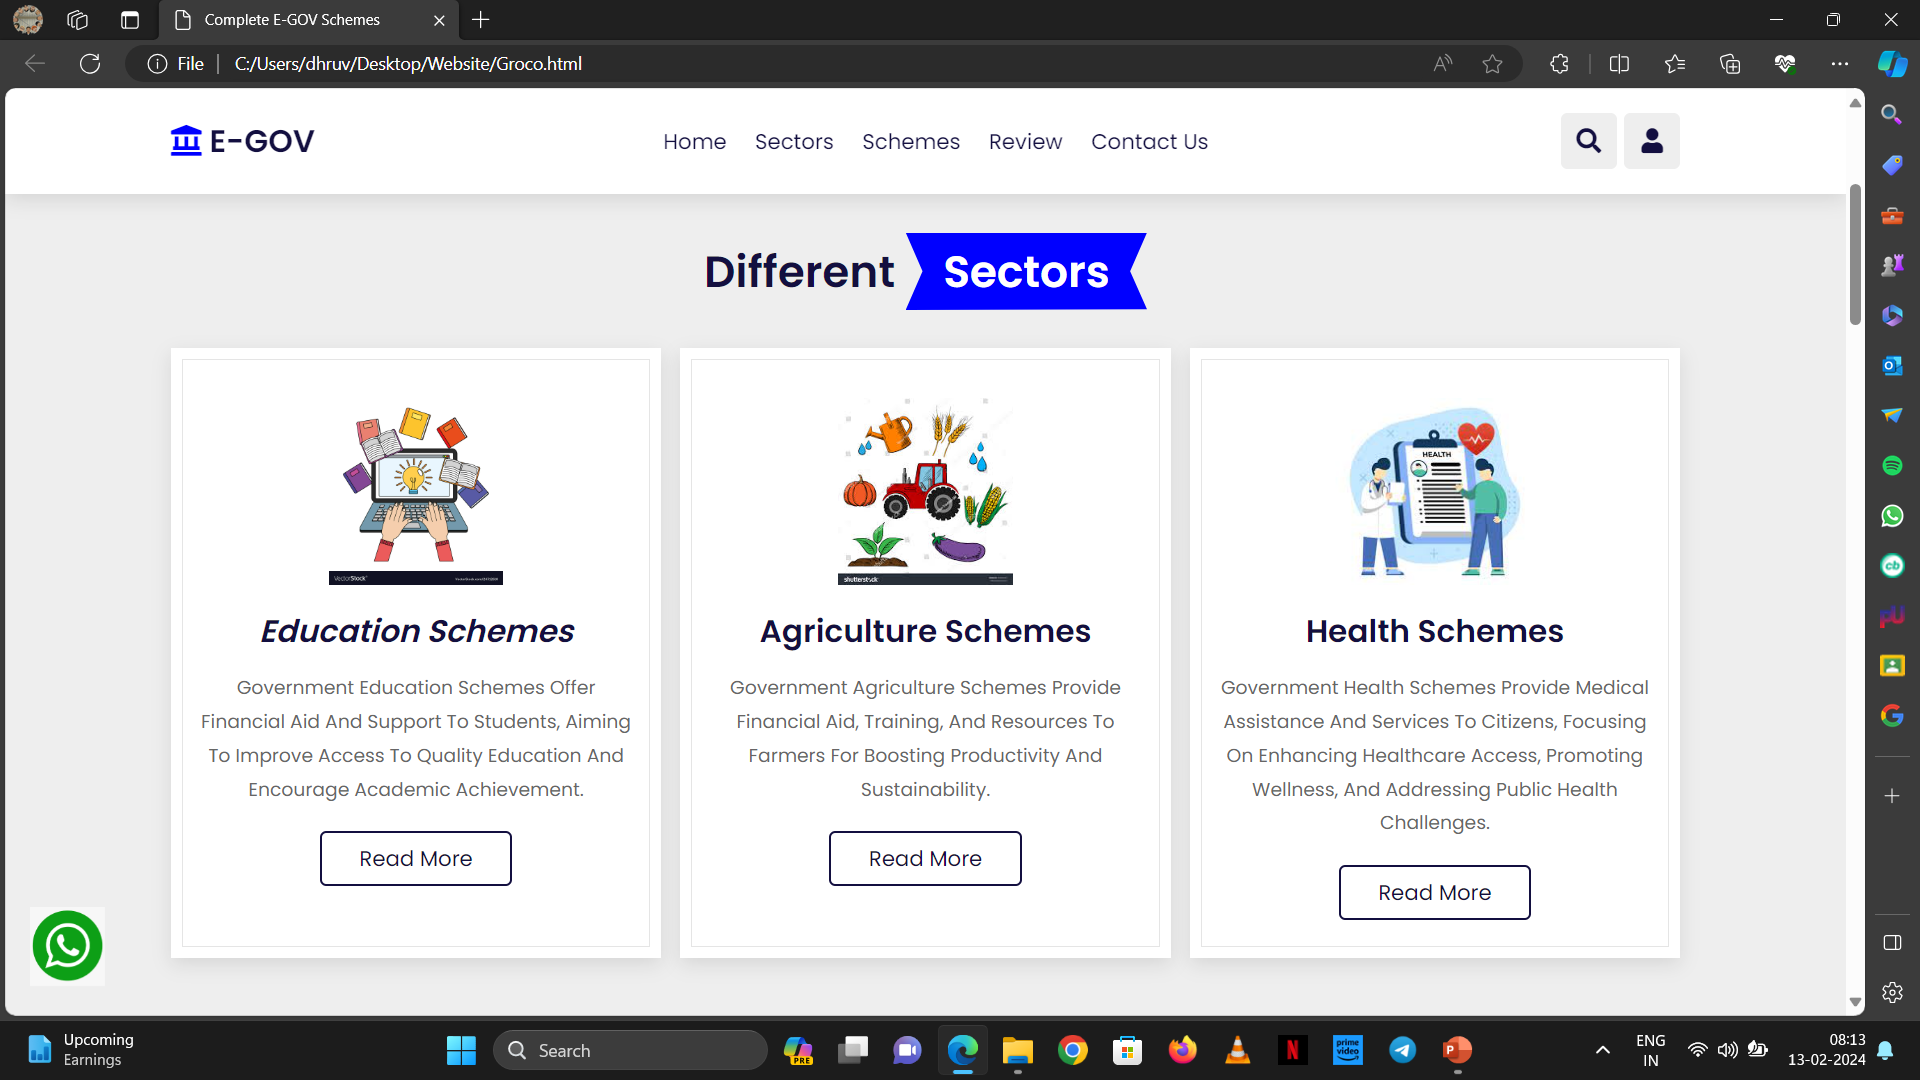 Complete E-GOV Schemes
File
C:/Users/dhruv/Desktop/Website/Groco.html
E-GOV
Home
Sectors
Schemes
Review
Contact Us
Different Sectors
VectorStock
HEALTH
shutterstock
Education Schemes
Government Education Schemes Offer
Financial Aid And Support To Students, Aiming
To Improve Access To Quality Education And
Encourage Academic Achievement.
Read More
Agriculture Schemes
Government Agriculture Schemes Provide
Financial Aid, Training, And Resources To
Farmers For Boosting Productivity And
Sustainability.
Read More
Health Schemes
Government Health Schemes Provide Medical
Assistance And Services To Citizens, Focusing
On Enhancing Healthcare Access, Promoting
Wellness, And Addressing Public Health
Challenges.
Read More
Upcoming
Earnings
Search
PRE
prime
video
ENG
IN
08:13
13-02-2024